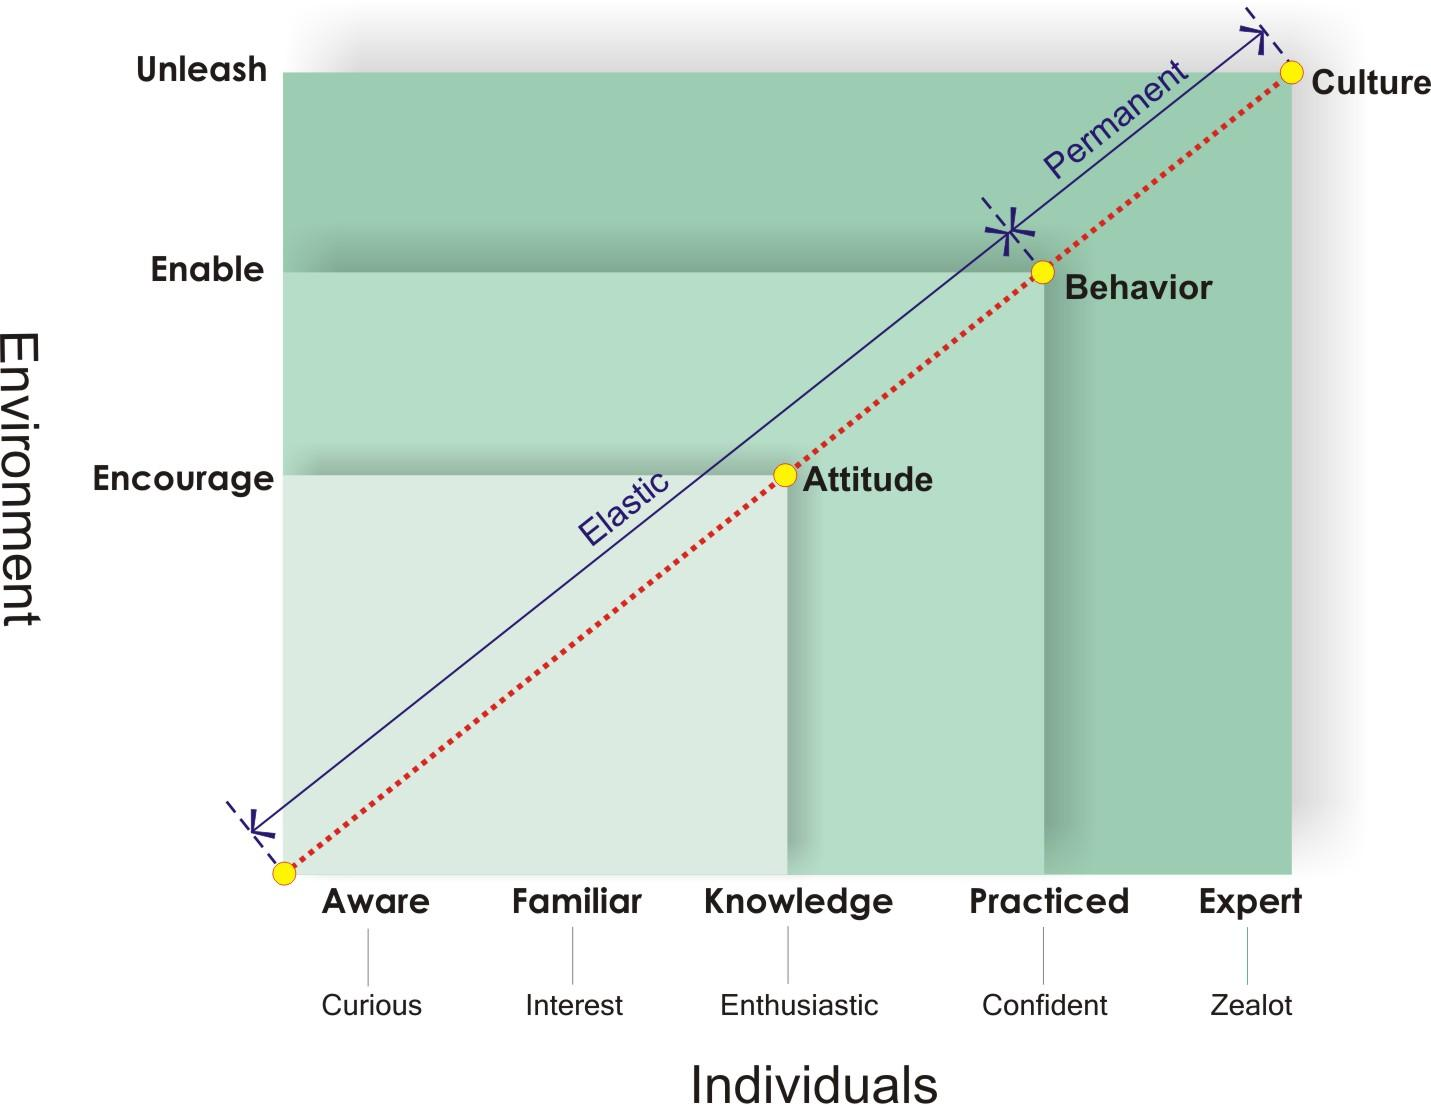 Unleash
Culture
Permanent
Enable
Behavior
Environment
Encourage
Elastic
Attitude
Aware
Familiar
Knowledge
Practiced
Expert
Curious
Interest
Enthusiastic
Confident
Zealot
Individuals